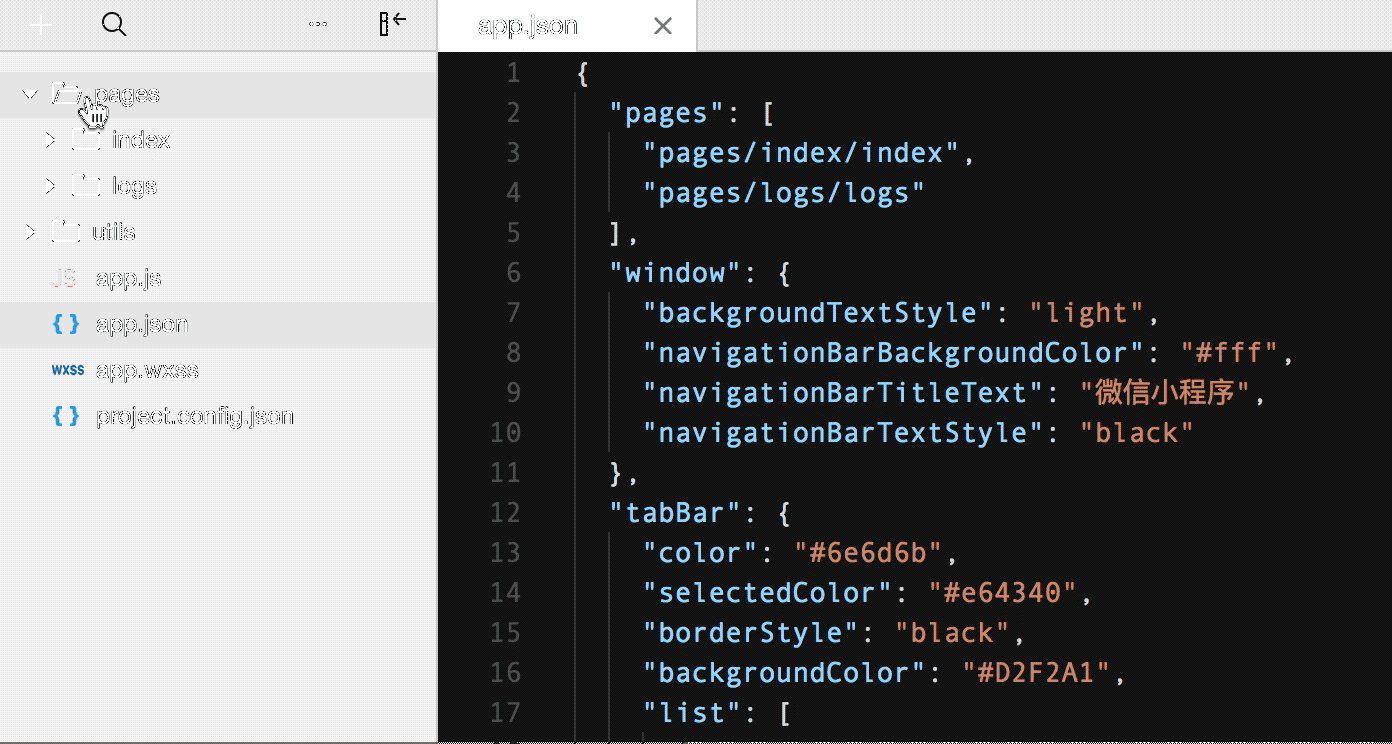 app.json
pages
index
logs
utils
JS app.js
{ } app.json
WXSS app.wxss
{ } project.config.json
1 {
2 "pages": [
3 "pages/index/index",
4 "pages/logs/logs"
5 ],
6 "window": {
7 "backgroundTextStyle": "light",
8 "navigationBarBackgroundColor": "#fff",
9 "navigationBarTitleText": "微信小程序",
10 "navigationBarTextStyle": "black"
11 },
12 "tabBar": {
13 "color": "#6e6d6b",
14 "selectedColor": "#e64340",
15 "borderStyle": "black",
16 "backgroundColor": "#D2F2A1",
17 "list": [